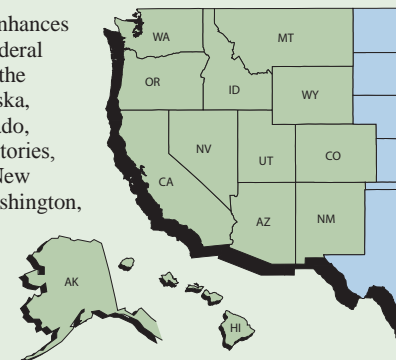 nhances
deral
the
ska,
ado,
tories,
New
shington,
WA
MT
OR
ID
WY
NV
UT
CO
CA
AZ
NM
AK
HI